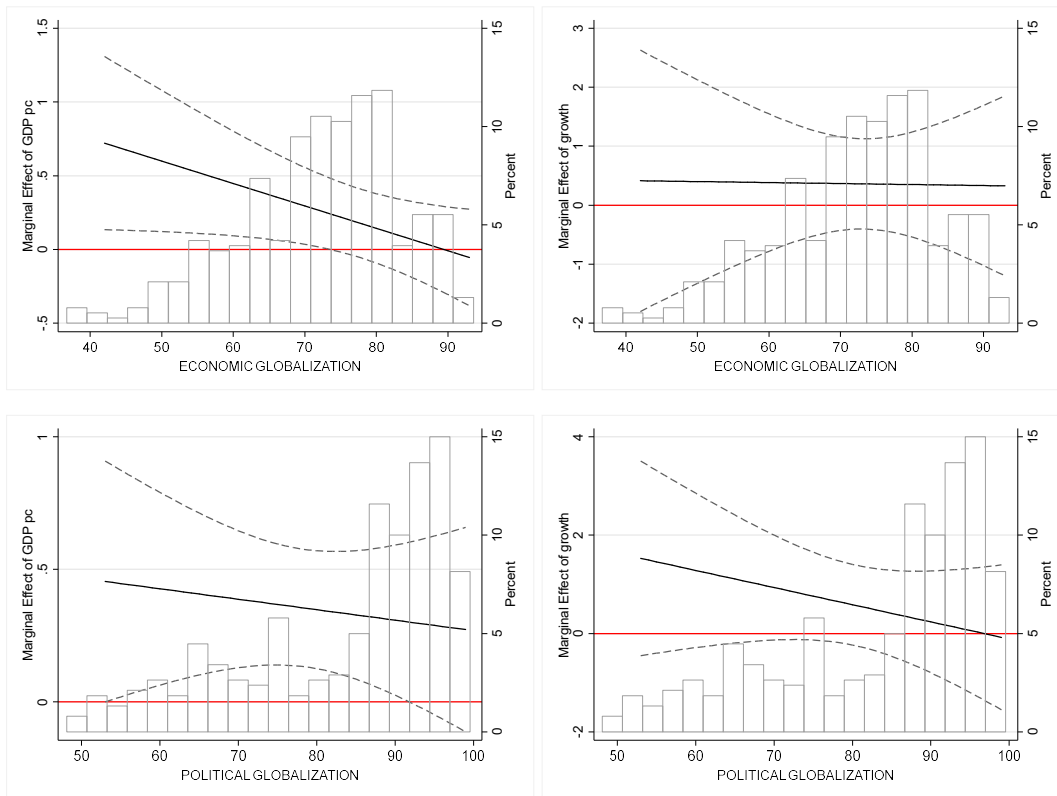 Marginal Effect of GDP pc
-.5 0 .5 1 1.5
Percent
0 5 10 15
40 50 60 70 80 90
ECONOMIC GLOBALIZATION
Marginal Effect of growth
-2 -1 0 1 2 3
Percent
0 5 10 15
40 50 60 70 80 90
ECONOMIC GLOBALIZATION
Marginal Effect of GDP pc
0 .5 1
Percent
0 5 10 15
50 60 70 80 90 100
POLITICAL GLOBALIZATION
Marginal Effect of growth
-2 0 2 4
Percent
0 5 10 15
50 60 70 80 90 100
POLITICAL GLOBALIZATION